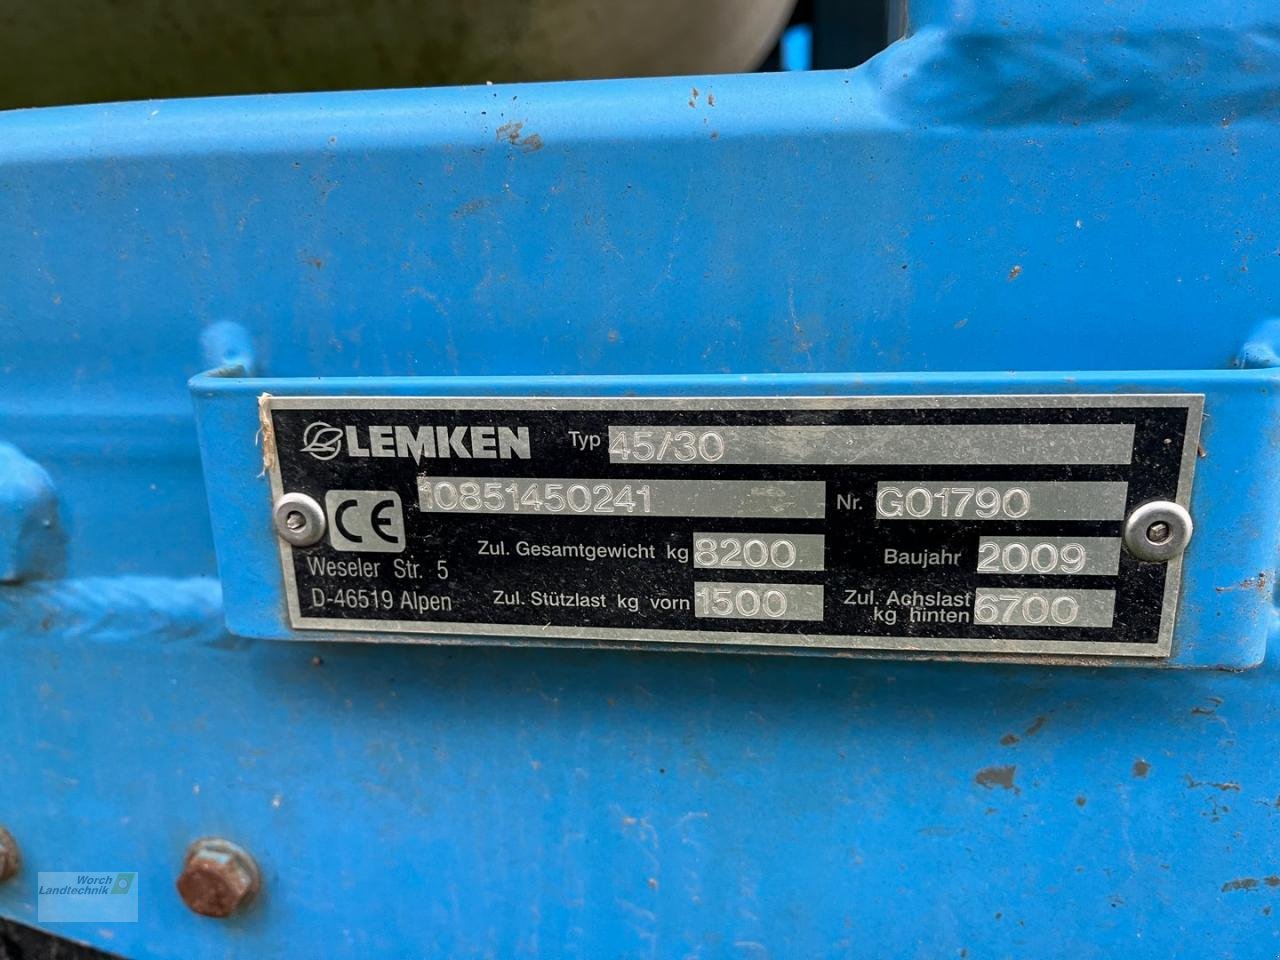 LEMKEN Typ 45/30
10851450241 Nr. G01790
CE
Zul. Gesamtgewicht kg 8200 Baujahr 2009
Weseler Str. 5
D-46519 Alpen
Zul. Stützlast kg vorn 1500 Zul. Achslast
kg hinten 6700
Worch
Landtechnik